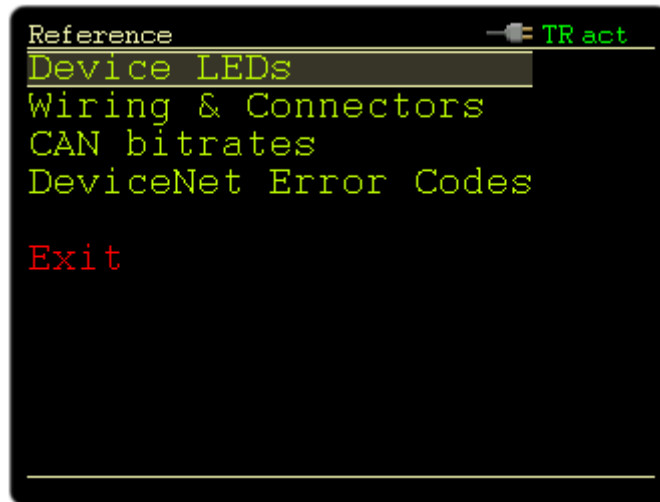 Reference TR act
Device LEDs
Wiring & Connectors
CAN bitrates
DeviceNet Error Codes
Exit